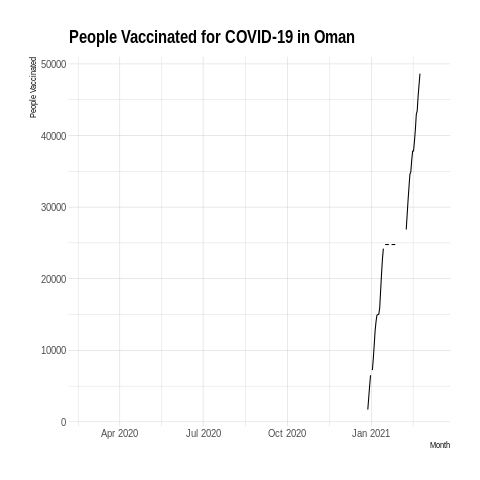 People Vaccinated for COVID-19 in Oman
People Vaccinated
50000
40000
30000
20000
10000
0
Apr 2020
Jul 2020
Oct 2020
Jan 2021
Month